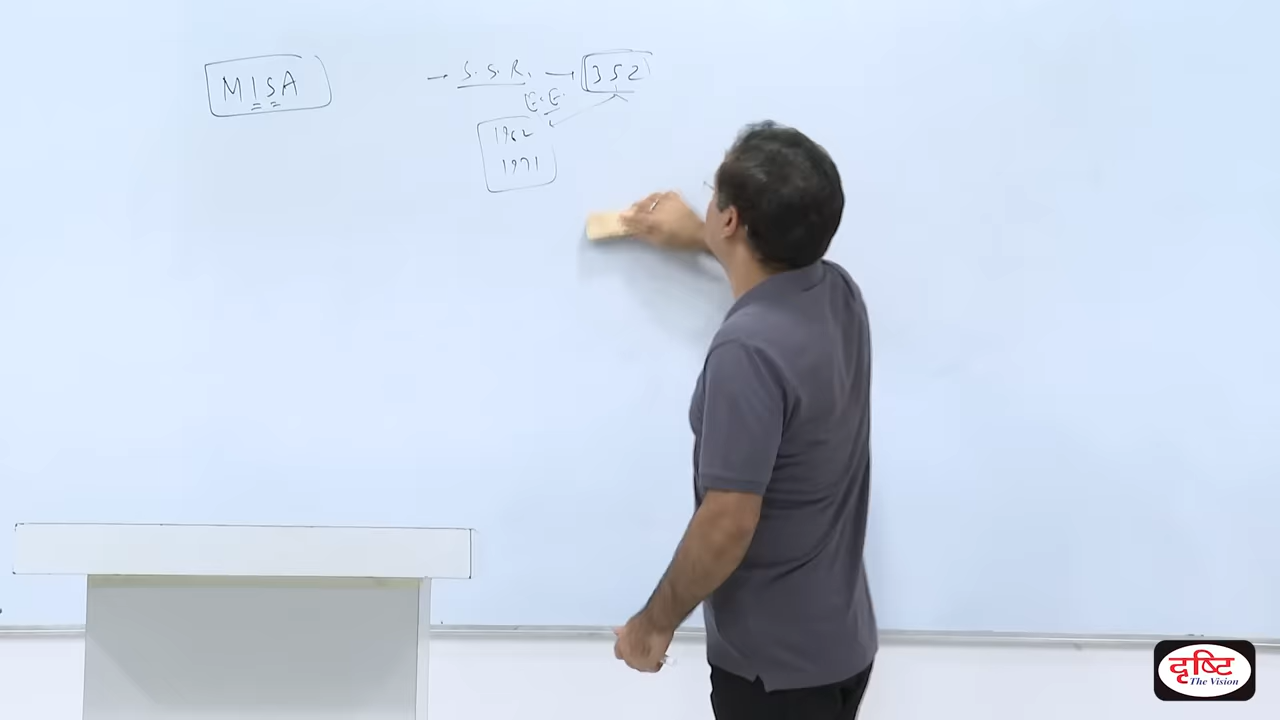 MISA
→ S. S. R. → 352
E.E.
1962
1971
दृष्टि
The Vision